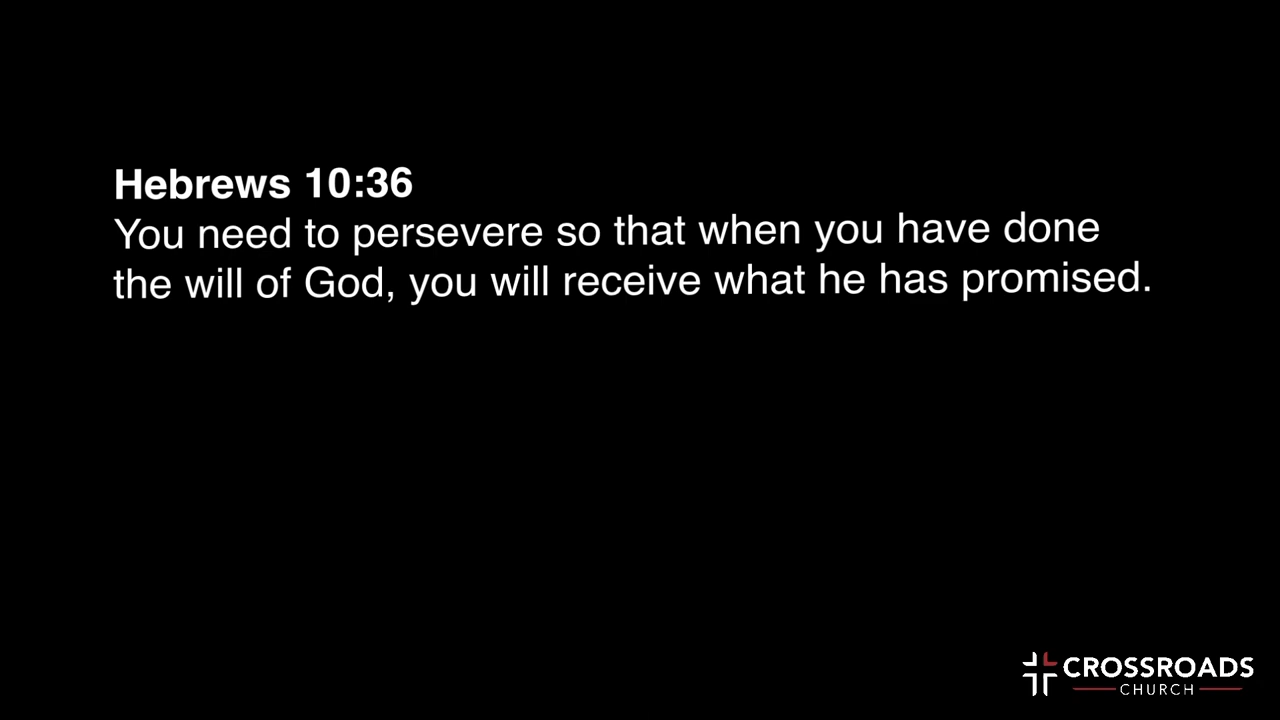 Hebrews 10:36
You need to persevere so that when you have done
the will of God, you will receive what he has promised.
CROSSROADS
CHURCH